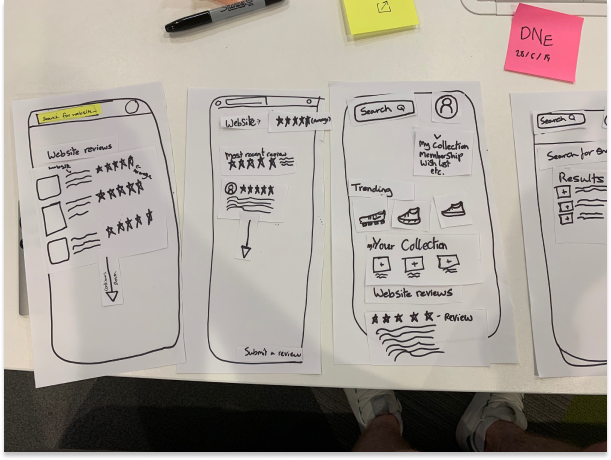 DNE
28/6/19
Search for website...
Website reviews
Website?
(average)
Most recent review
Submit a review
Search
My Collection
Membership
Wish list
etc.
Trending
Your Collection
Website reviews
- Review
Search
Search for
Results